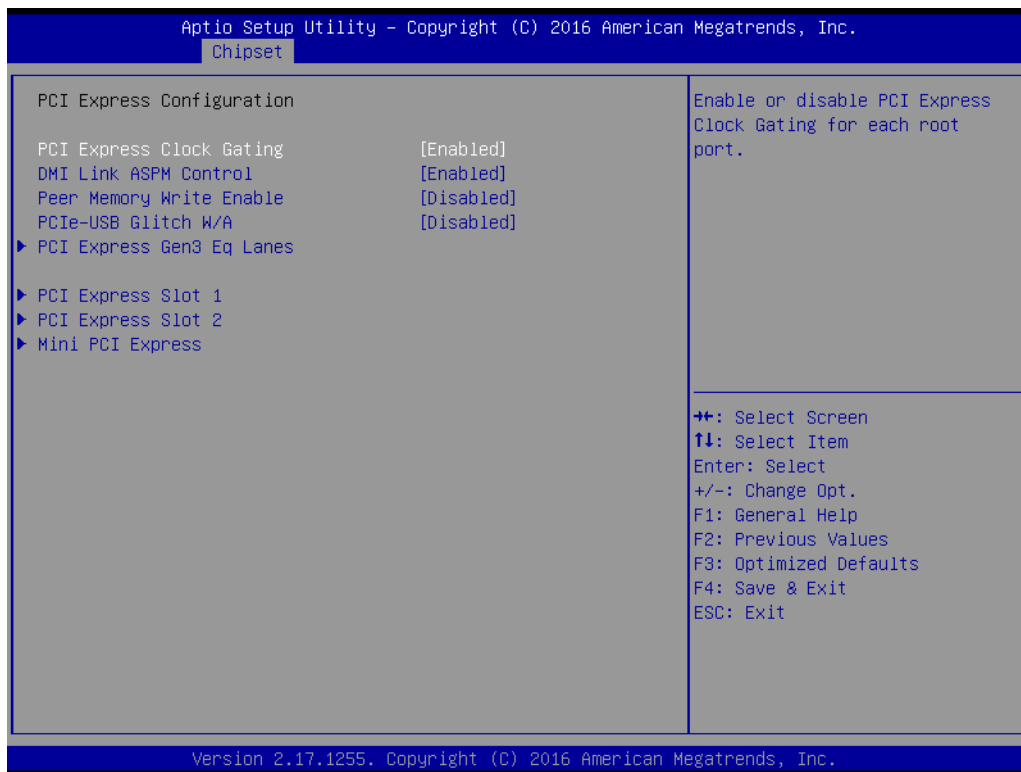 Aptio Setup Utility – Copyright (C) 2016 American Megatrends, Inc.
Chipset
PCI Express Configuration
PCI Express Clock Gating [Enabled]
DMI Link ASPM Control [Enabled]
Peer Memory Write Enable [Disabled]
PCIe-USB Glitch W/A [Disabled]
PCI Express Gen3 Eq Lanes
PCI Express Slot 1
PCI Express Slot 2
Mini PCI Express
Enable or disable PCI Express
Clock Gating for each root
port.
→←: Select Screen
↑↓: Select Item
Enter: Select
+/-: Change Opt.
F1: General Help
F2: Previous Values
F3: Optimized Defaults
F4: Save & Exit
ESC: Exit
Version 2.17.1255. Copyright (C) 2016 American Megatrends, Inc.